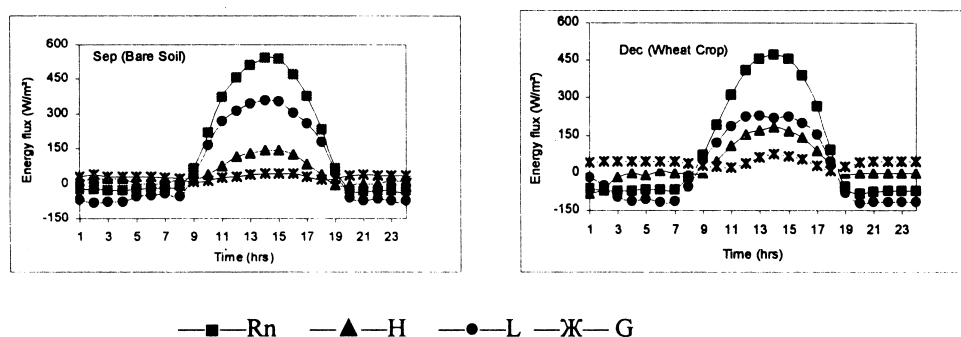 Sep (Bare Soil)
Energy flux (W/m²)
600
450
300
150
0
-150
1 3 5 7 9 11 13 15 17 19 21 23
Time (hrs)
Dec (Wheat Crop)
Energy flux (W/m²)
600
450
300
150
0
-150
1 3 5 7 9 11 13 15 17 19 21 23
Time (hrs)
Rn H L G